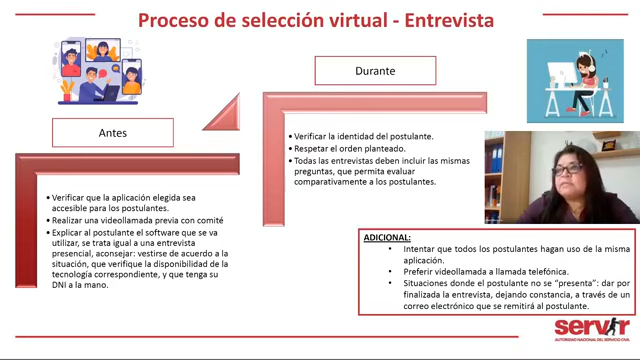 Proceso de selección virtual - Entrevista
Antes
• Verificar que la aplicación elegida sea
accesible para los postulantes.
• Realizar una videollamada previa con comité
• Explicar al postulante el software que se va
utilizar, se trata igual a una entrevista
presencial, aconsejar: vestirse de acuerdo a la
situación, que verifique la disponibilidad de la
tecnología correspondiente, y que tenga su
DNI a la mano.
Durante
• Verificar la identidad del postulante.
• Respetar el orden planteado.
• Todas las entrevistas deben incluir las mismas
preguntas, que permita evaluar
comparativamente a los postulantes.
ADICIONAL:
• Intentar que todos los postulantes hagan uso de la misma
aplicación.
• Preferir videollamada a llamada telefónica.
• Situaciones donde el postulante no se “presenta”: dar por
finalizada la entrevista, dejando constancia, a través de un
correo electrónico que se remitirá al postulante.
servir
AUTORIDAD NACIONAL DEL SERVICIO CIVIL